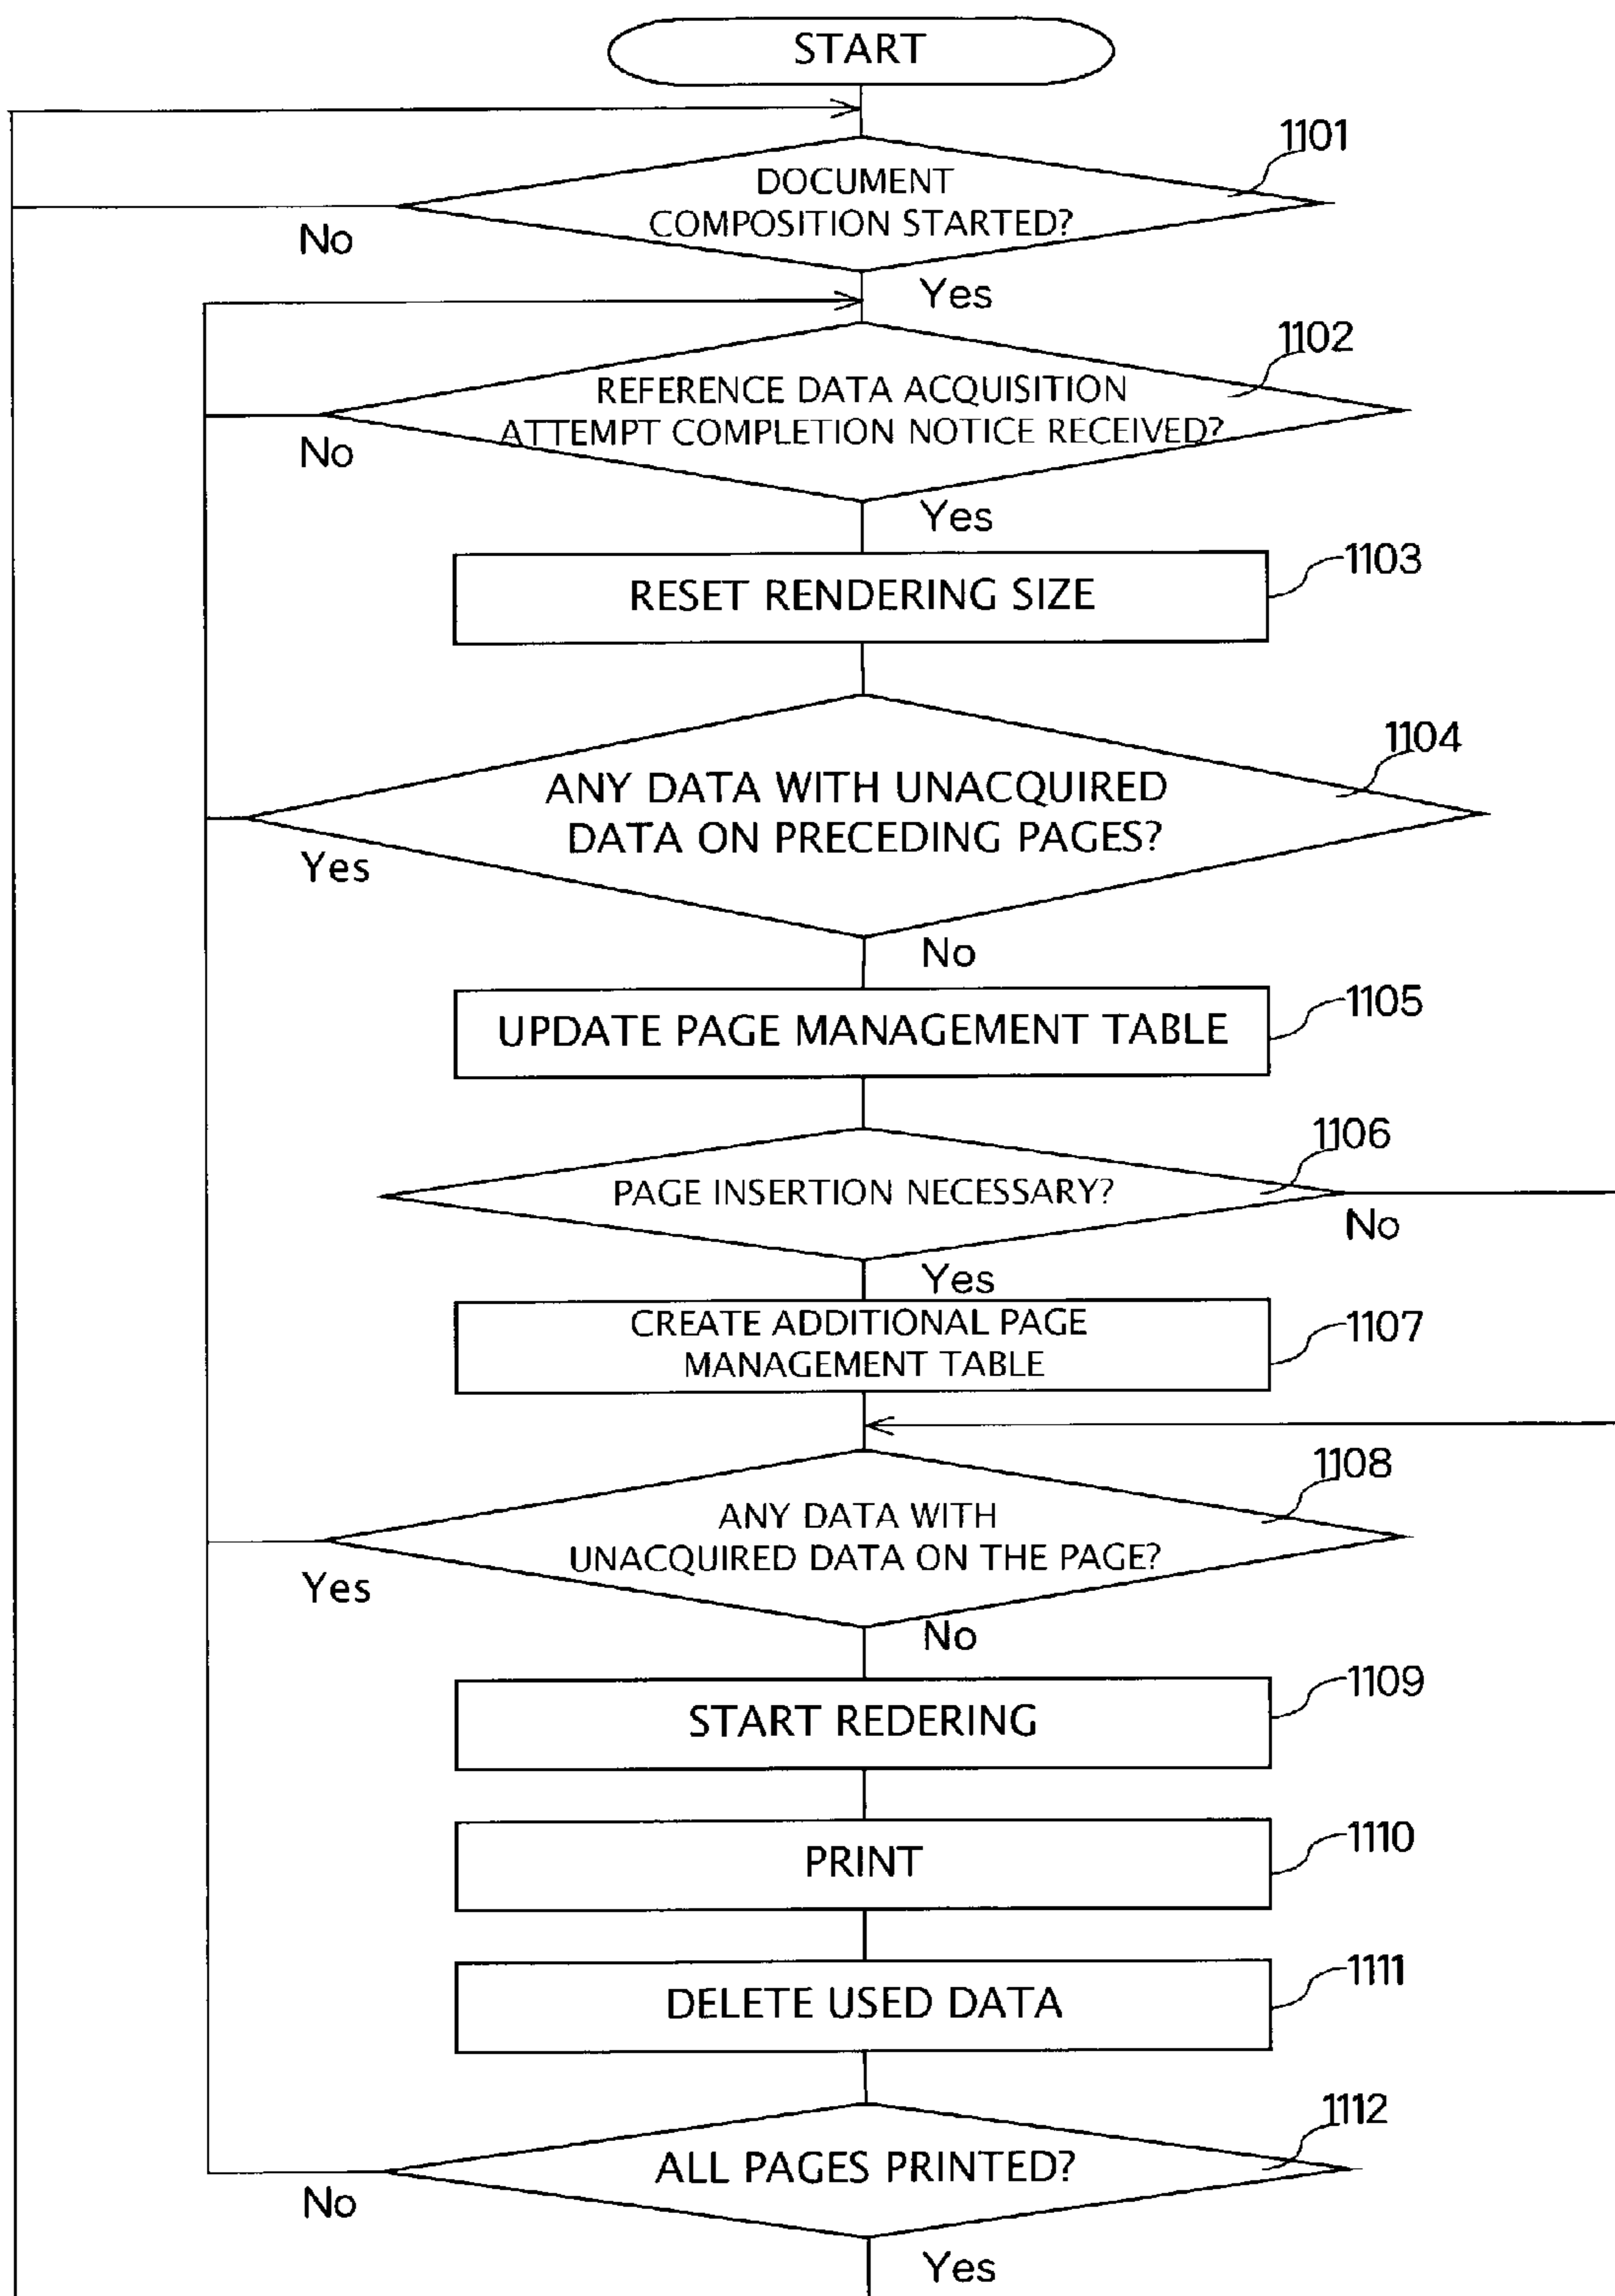 START
1101
DOCUMENT
COMPOSITION STARTED?
No
Yes
1102
REFERENCE DATA ACQUISITION
ATTEMPT COMPLETION NOTICE RECEIVED?
No
Yes
1103
RESET RENDERING SIZE
1104
ANY DATA WITH UNACQUIRED
DATA ON PRECEDING PAGES?
Yes
No
1105
UPDATE PAGE MANAGEMENT TABLE
1106
PAGE INSERTION NECESSARY?
No
Yes
CREATE ADDITIONAL PAGE
1107
MANAGEMENT TABLE
1108
ANY DATA WITH
UNACQUIRED DATA ON THE PAGE?
Yes
No
1109
START REDERING
1110
PRINT
1111
DELETE USED DATA
1112
ALL PAGES PRINTED?
No
Yes